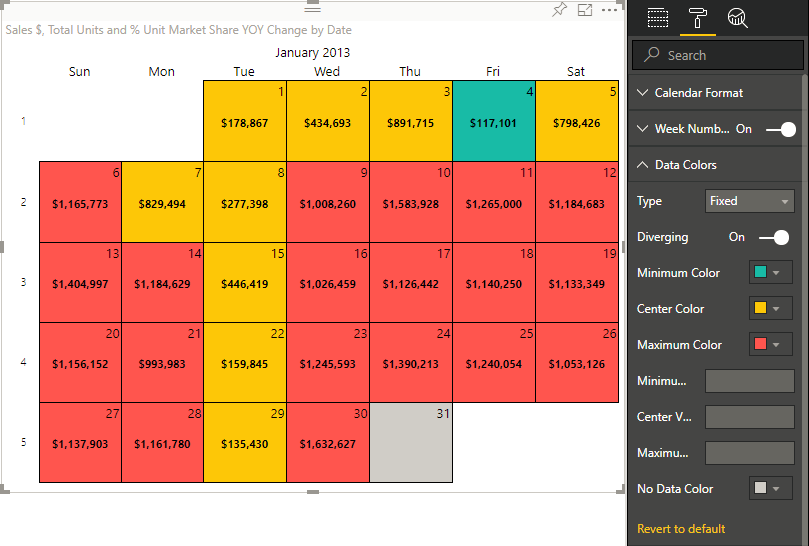 Sales $, Total Units and % Unit Market Share YOY Change by Date
January 2013
Sun Mon Tue Wed Thu Fri Sat
1 2 3 4 5
1 $178,867 $434,693 $891,715 $117,101 $798,426
6 7 8 9 10 11 12
2 $1,165,773 $829,494 $277,398 $1,008,260 $1,583,928 $1,265,000 $1,184,683
13 14 15 16 17 18 19
3 $1,404,997 $1,184,629 $446,419 $1,026,459 $1,126,442 $1,140,250 $1,133,349
20 21 22 23 24 25 26
4 $1,156,152 $993,983 $159,845 $1,245,593 $1,390,213 $1,240,054 $1,053,126
27 28 29 30 31
5 $1,137,903 $1,161,780 $135,430 $1,632,627
Search
Calendar Format
Week Numb... On
Data Colors
Type Fixed
Diverging On
Minimum Color
Center Color
Maximum Color
Minimu...
Center V...
Maximu...
No Data Color
Revert to default